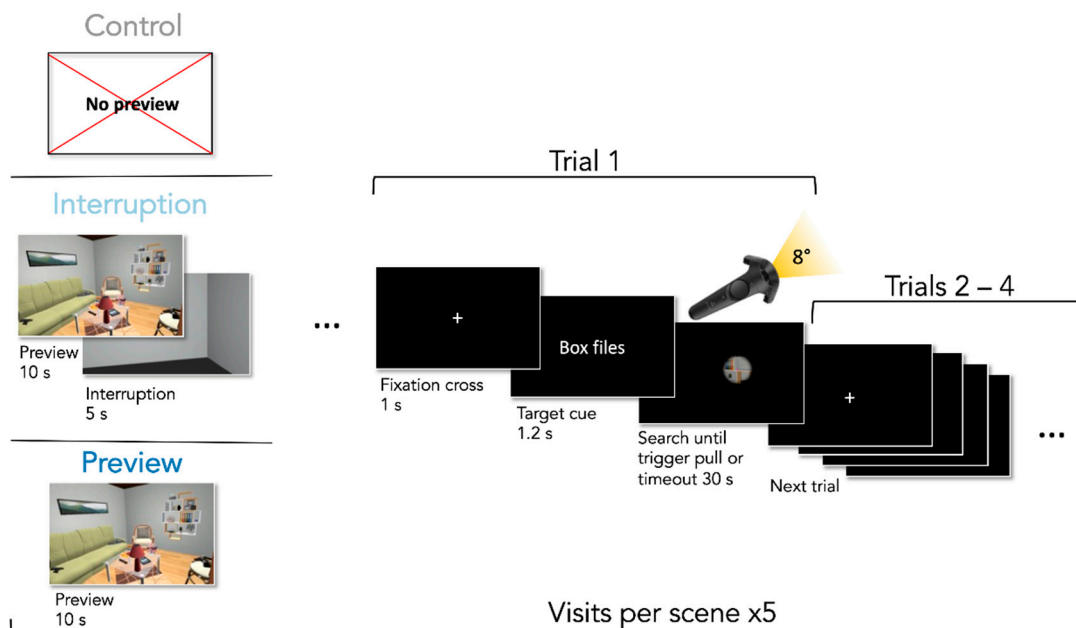 Control
No preview
Interruption
Preview
10 s
Interruption
5 s
Preview
Preview
10 s
...
Trial 1
+
Fixation cross
1 s
Box files
Target cue
1.2 s
8°
Search until
trigger pull or
timeout 30 s
Trials 2 – 4
+
Next trial
...
Visits per scene x5